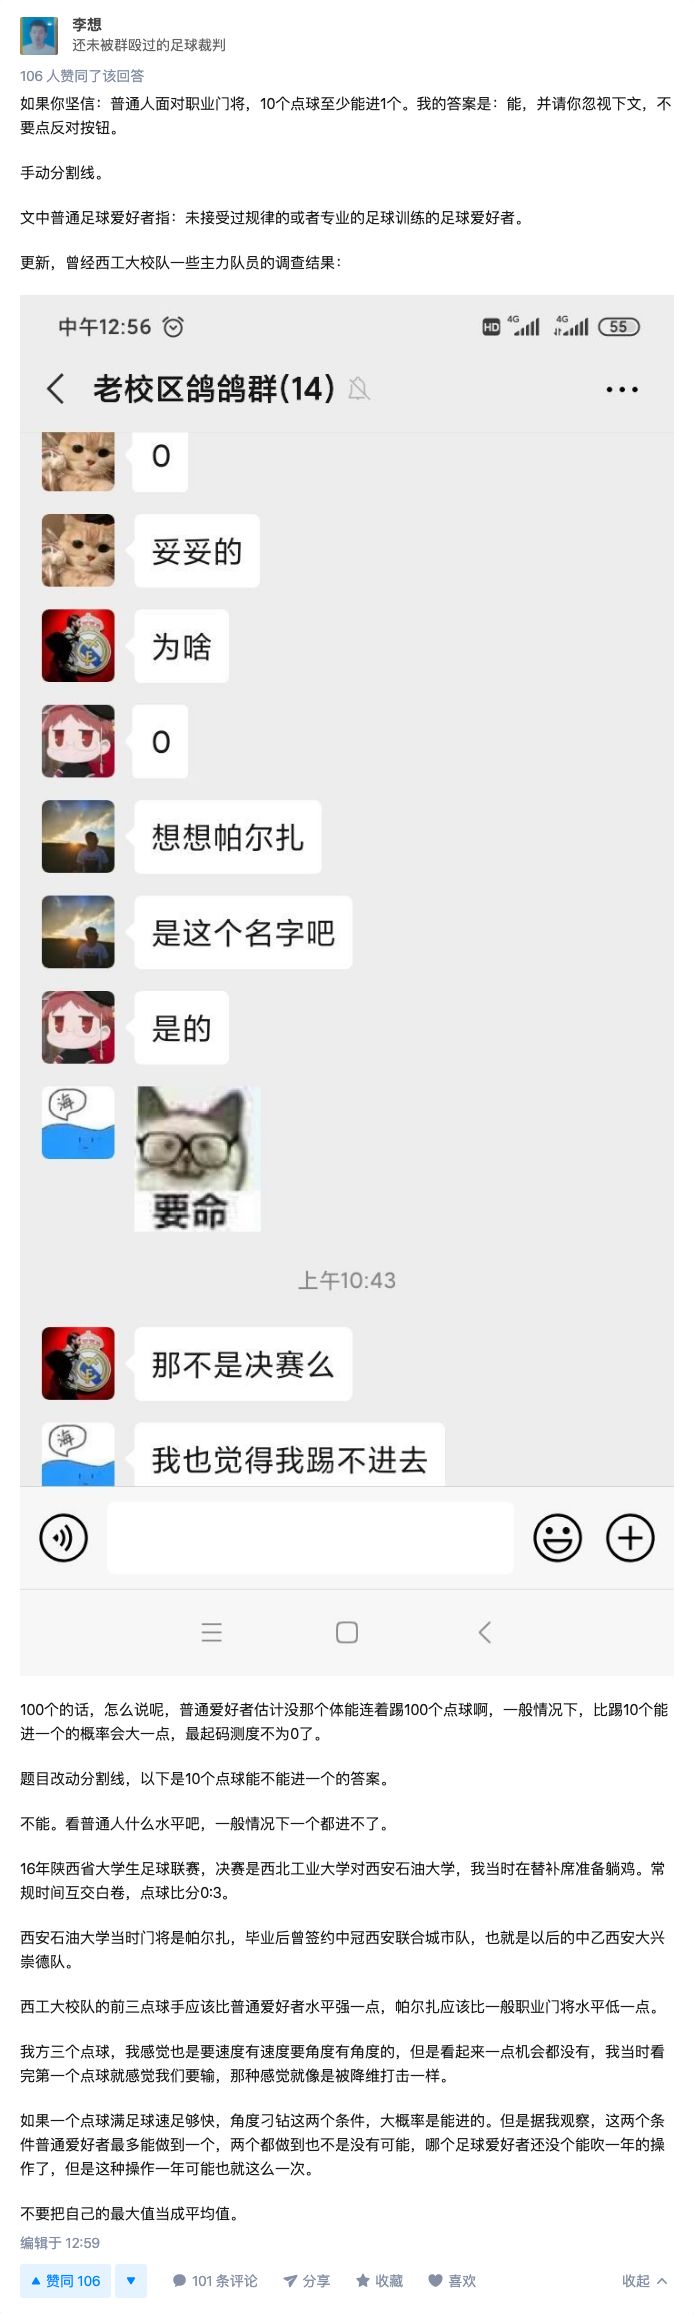 李想
还未被群殴过的足球裁判
106 人赞同了该回答
如果你坚信：普通人面对职业门将，10个点球至少能进1个。我的答案是：能，并请你忽视下文，不
要点反对按钮。
手动分割线。
文中普通足球爱好者指：未接受过规律的或者专业的足球训练的足球爱好者。
更新，曾经西工大校队一些主力队员的调查结果：
中午12:56 HD 4G 4G 55
老校区鸽鸽群(14)
0
妥妥的
为啥
0
想想帕尔扎
是这个名字吧
是的
海
要命
上午10:43
那不是决赛么
海
我也觉得我踢不进去
100个的话，怎么说呢，普通爱好者估计没那个体能连着踢100个点球啊，一般情况下，比踢10个能
进一个的概率会大一点，最起码测度不为0了。
题目改动分割线，以下是10个点球能不能进一个的答案。
不能。看普通人什么水平吧，一般情况下一个都进不了。
16年陕西省大学生足球联赛，决赛是西北工业大学对西安石油大学，我当时在替补席准备躺鸡。常
规时间互交白卷，点球比分0:3。
西安石油大学当时门将是帕尔扎，毕业后曾签约中冠西安联合城市队，也就是以后的中乙西安大兴
崇德队。
西工大校队的前三点球手应该比普通爱好者水平强一点，帕尔扎应该比一般职业门将水平低一点。
我方三个点球，我感觉也是要速度有速度要角度有角度的，但是看起来一点机会都没有，我当时看
完第一个点球就感觉我们要输，那种感觉就像是被降维打击一样。
如果一个点球满足球速足够快，角度刁钻这两个条件，大概率是能进的。但是据我观察，这两个条
件普通爱好者最多能做到一个，两个都做到也不是没有可能，哪个足球爱好者还没个能吹一年的操
作了，但是这种操作一年可能也就这么一次。
不要把自己的最大值当成平均值。
编辑于 12:59
赞同 106 101 条评论 分享 收藏 喜欢 收起